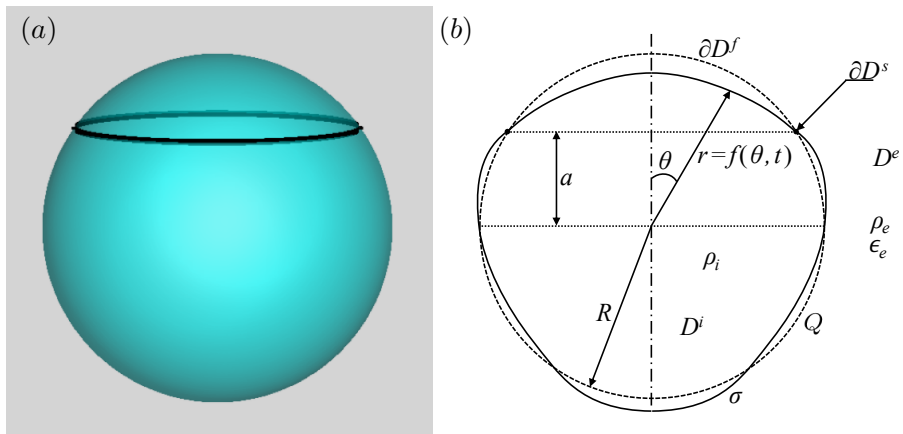 (a)
(b)
∂D^f
∂D^s
θ
r=f(θ,t)
D^e
a
ρ_e
ϵ_e
ρ_i
R
D^i
Q
σ